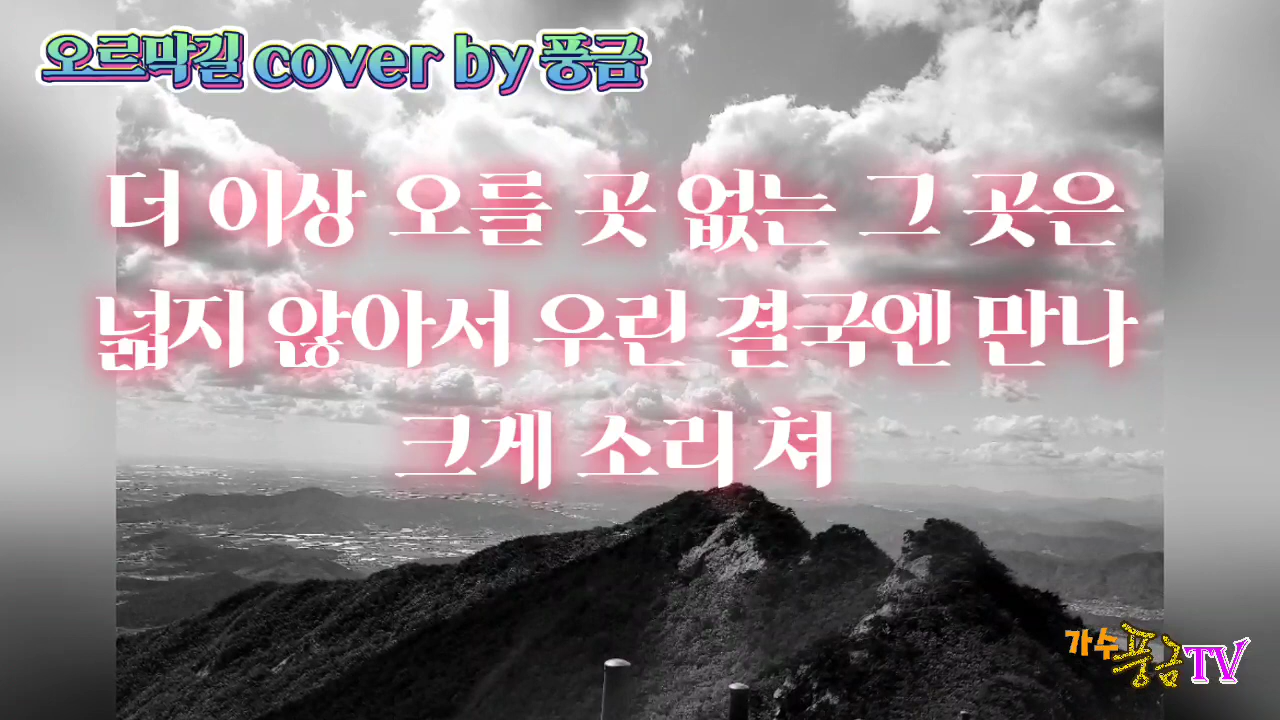 오르막길 cover by 풍금
더 이상 오를 곳 없는 그 곳은
넓지 않아서 우린 결국엔 만나
크게 소리 쳐
가수 풍금TV